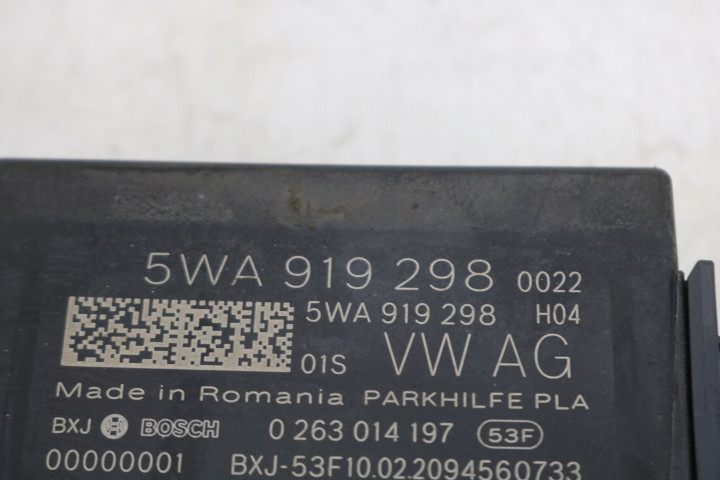 5WA 919 298 0022
5WA 919 298 H04
01S VW AG
Made in Romania PARKHILFE PLA
BXJ BOSCH 0 263 014 197 53F
00000001 BXJ-53F10.02.2094560733